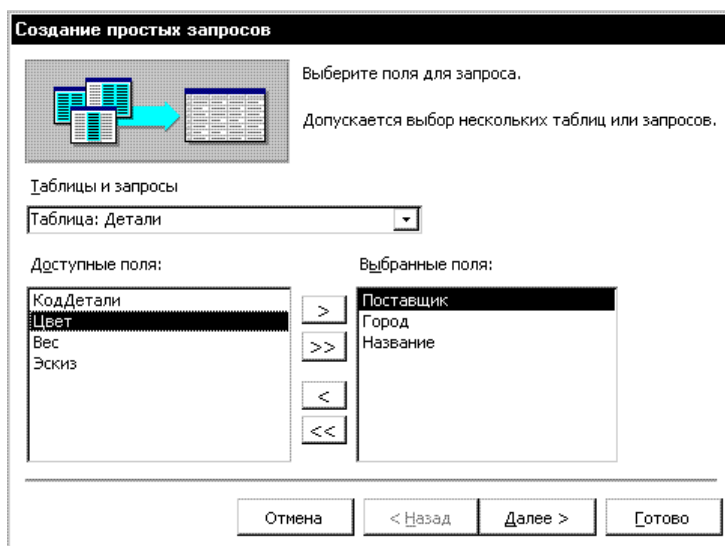 Создание простых запросов
Выберите поля для запроса.
Допускается выбор нескольких таблиц или запросов.
Таблицы и запросы
Таблица: Детали
Доступные поля:
Выбранные поля:
КодДетали
Цвет
Вес
Эскиз
>
>>
<
<<
Поставщик
Город
Название
Отмена
< Назад
Далее >
Готово